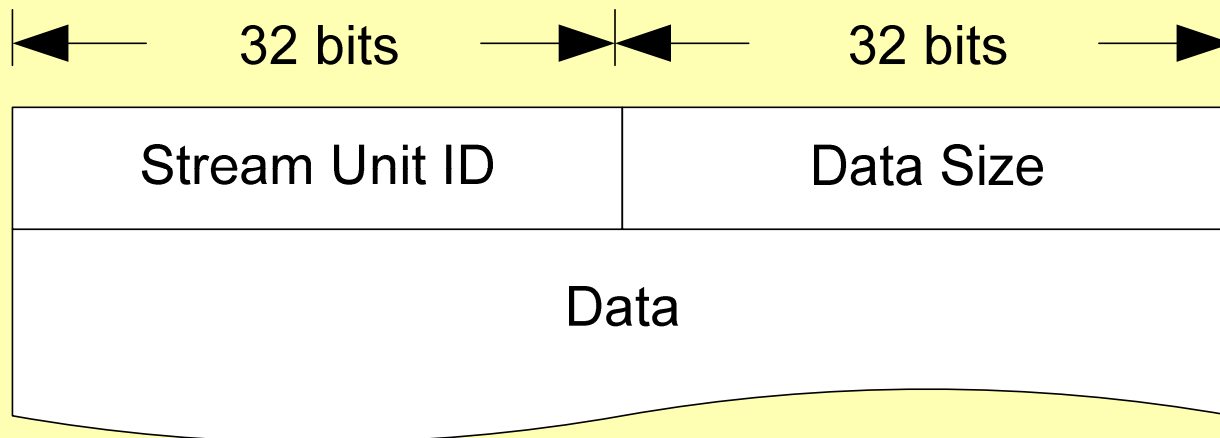 32 bits 32 bits
Stream Unit ID Data Size
Data